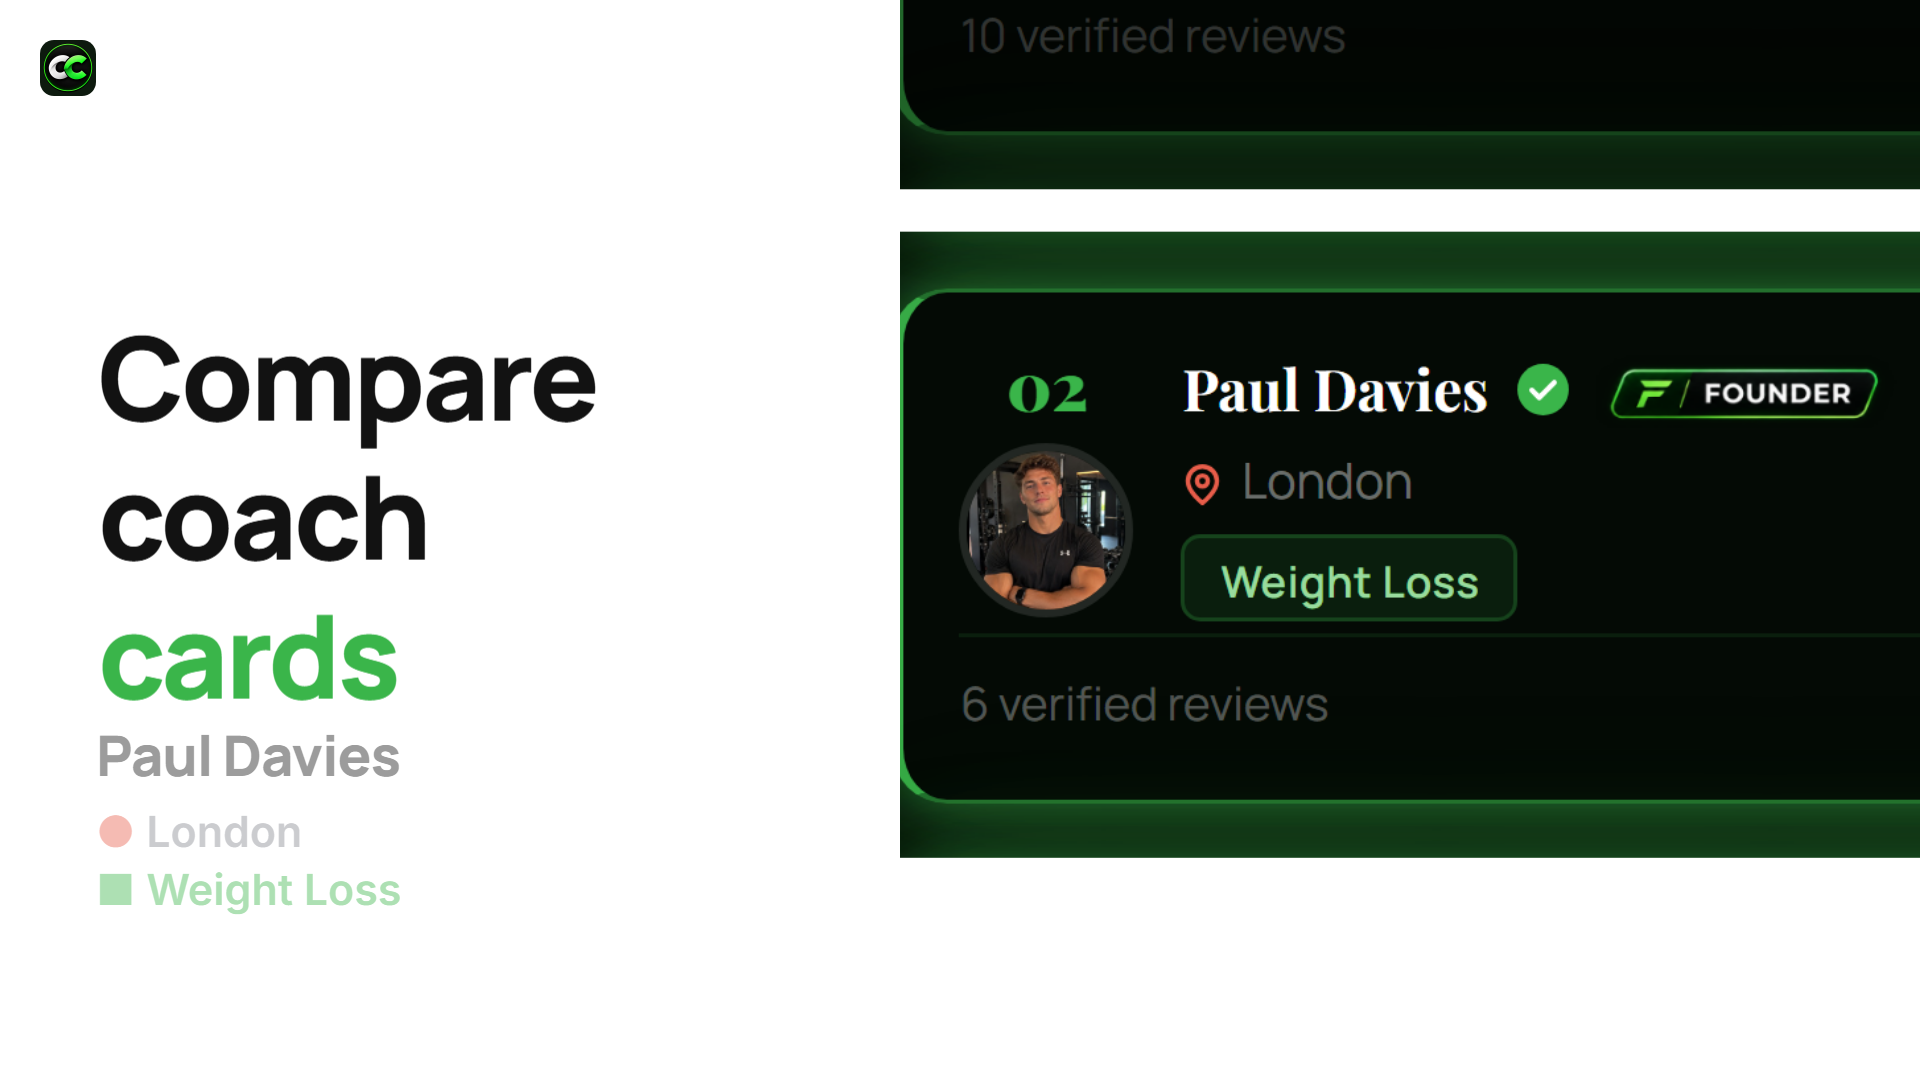 Compare
coach
cards
Paul Davies
London
Weight Loss
10 verified reviews
02
Paul Davies
FOUNDER
London
Weight Loss
6 verified reviews